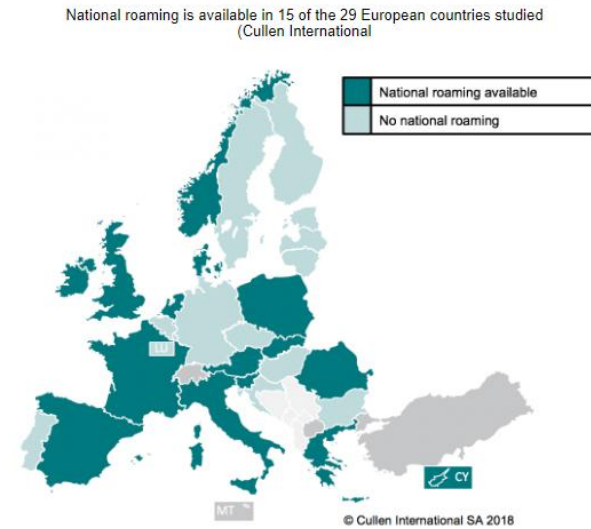 National roaming is available in 15 of the 29 European countries studied
(Cullen International
National roaming available
No national roaming
LU
CY
MT
© Cullen International SA 2018